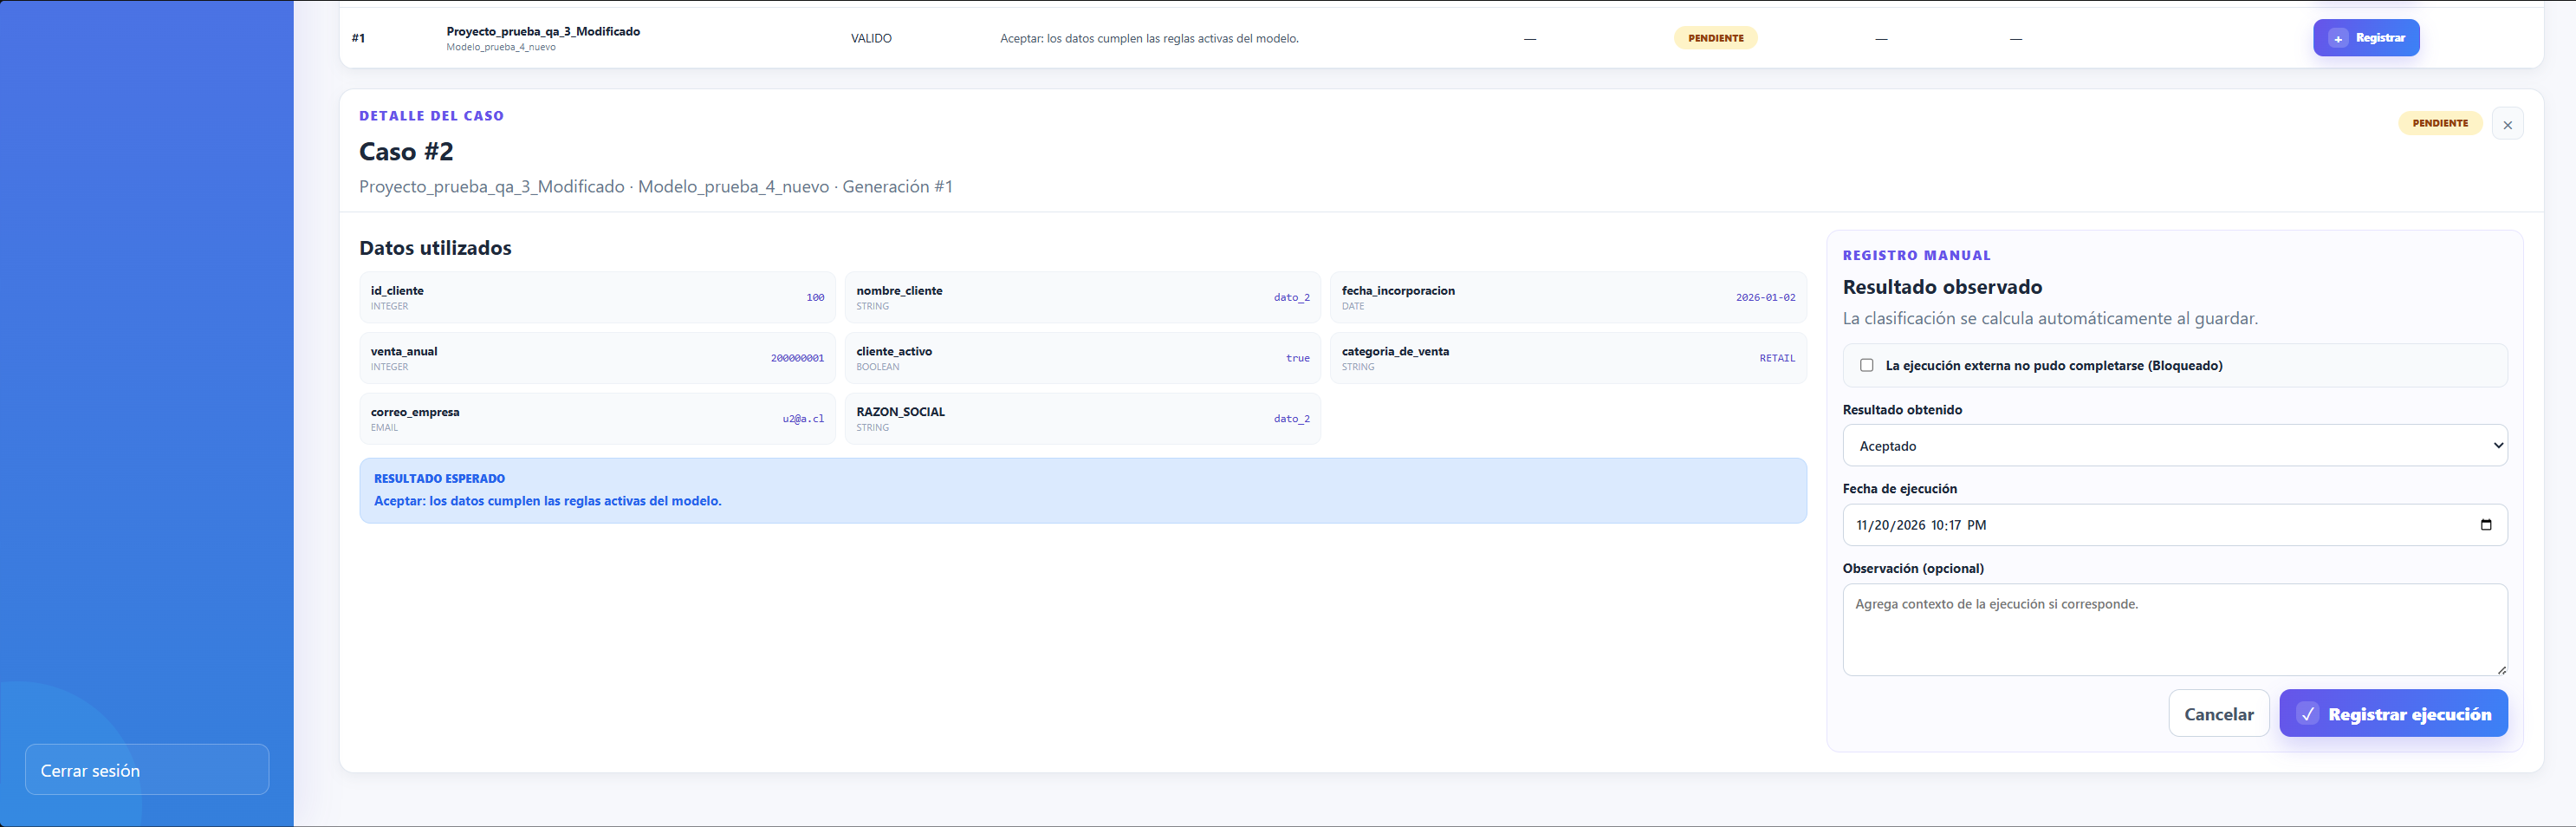 #1
Proyecto_prueba_qa_3_Modificado
Modelo_prueba_4_nuevo
VALIDO
Aceptar: los datos cumplen las reglas activas del modelo.
—
PENDIENTE
—
—
+ Registrar
DETALLE DEL CASO
PENDIENTE
×
Caso #2
Proyecto_prueba_qa_3_Modificado · Modelo_prueba_4_nuevo · Generación #1
Datos utilizados
id_cliente
INTEGER
100
nombre_cliente
STRING
dato_2
fecha_incorporacion
DATE
2026-01-02
venta_anual
INTEGER
200000001
cliente_activo
BOOLEAN
true
categoria_de_venta
STRING
RETAIL
correo_empresa
EMAIL
u2@a.cl
RAZON_SOCIAL
STRING
dato_2
RESULTADO ESPERADO
Aceptar: los datos cumplen las reglas activas del modelo.
REGISTRO MANUAL
Resultado observado
La clasificación se calcula automáticamente al guardar.
La ejecución externa no pudo completarse (Bloqueado)
Resultado obtenido
Aceptado
Fecha de ejecución
11/20/2026 10:17 PM
Observación (opcional)
Agrega contexto de la ejecución si corresponde.
Cancelar
✓ Registrar ejecución
Cerrar sesión